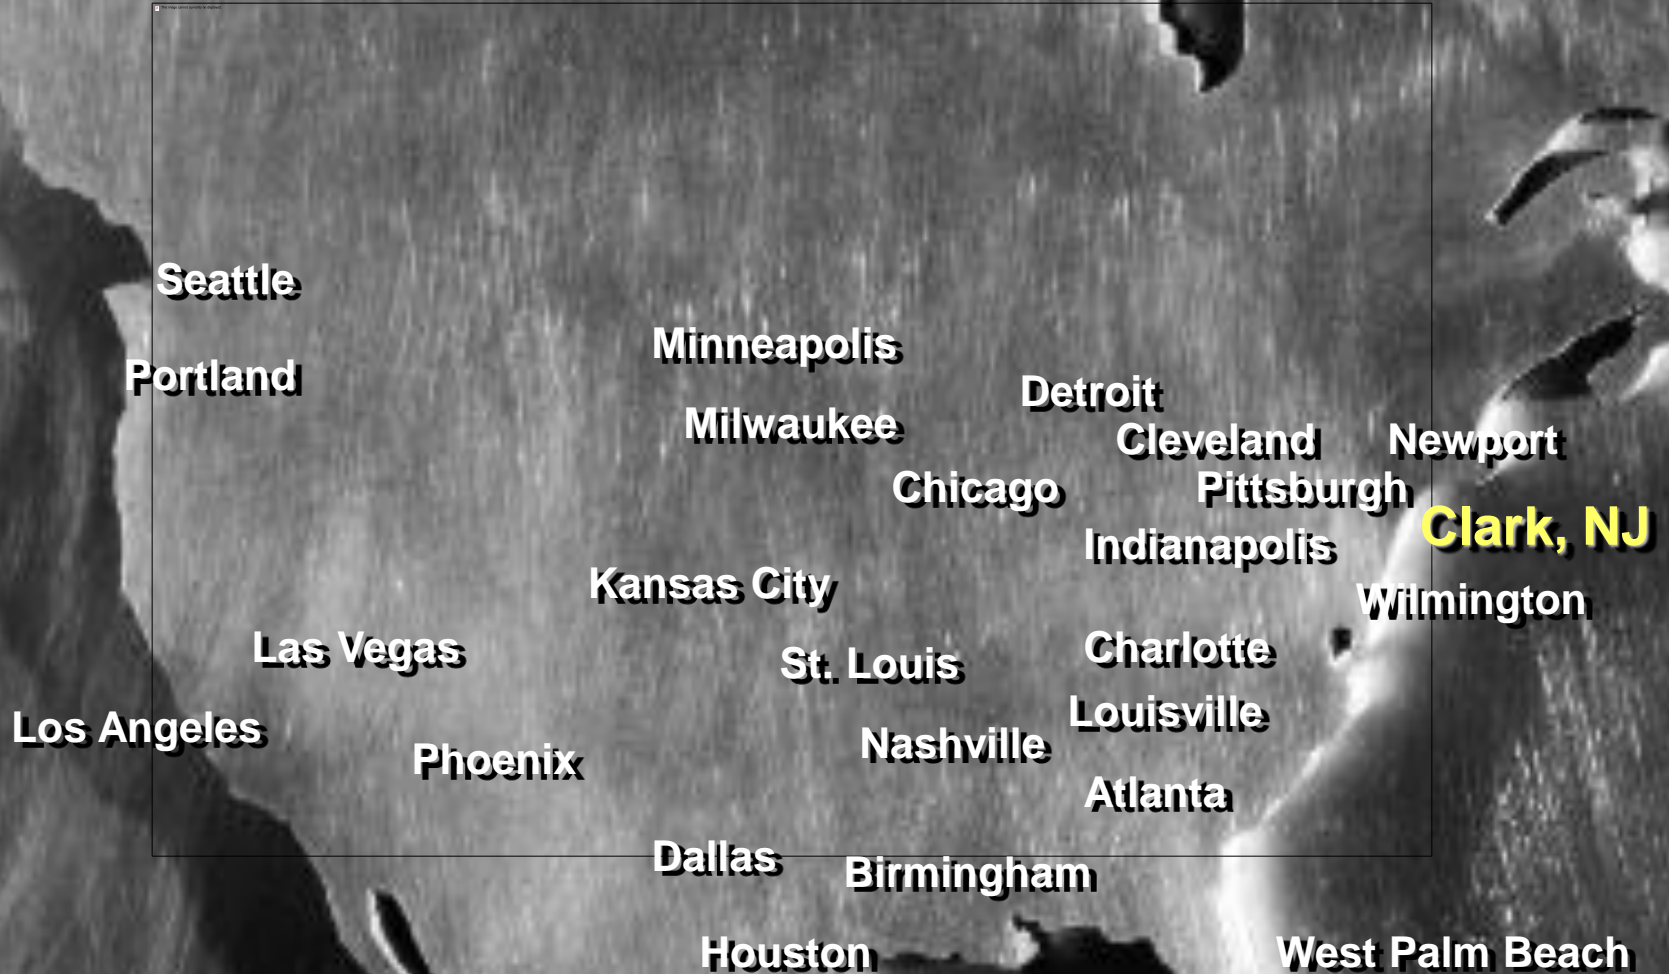 Seattle
Minneapolis
Portland
Detroit
Milwaukee
Cleveland
Newport
Chicago
Pittsburgh
Clark, NJ
Indianapolis
Kansas City
Wilmington
Las Vegas
St. Louis
Charlotte
Louisville
Los Angeles
Nashville
Phoenix
Atlanta
Dallas
Birmingham
Houston
West Palm Beach